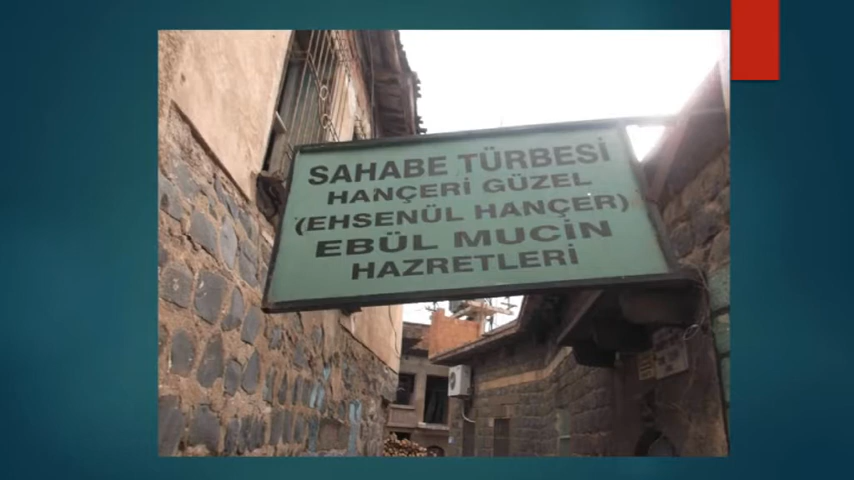 SAHABE TÜRBESİ
HANÇERİ GÜZEL
(EHSENÜL HANÇER)
EBÜL MUCİN
HAZRETLERİ